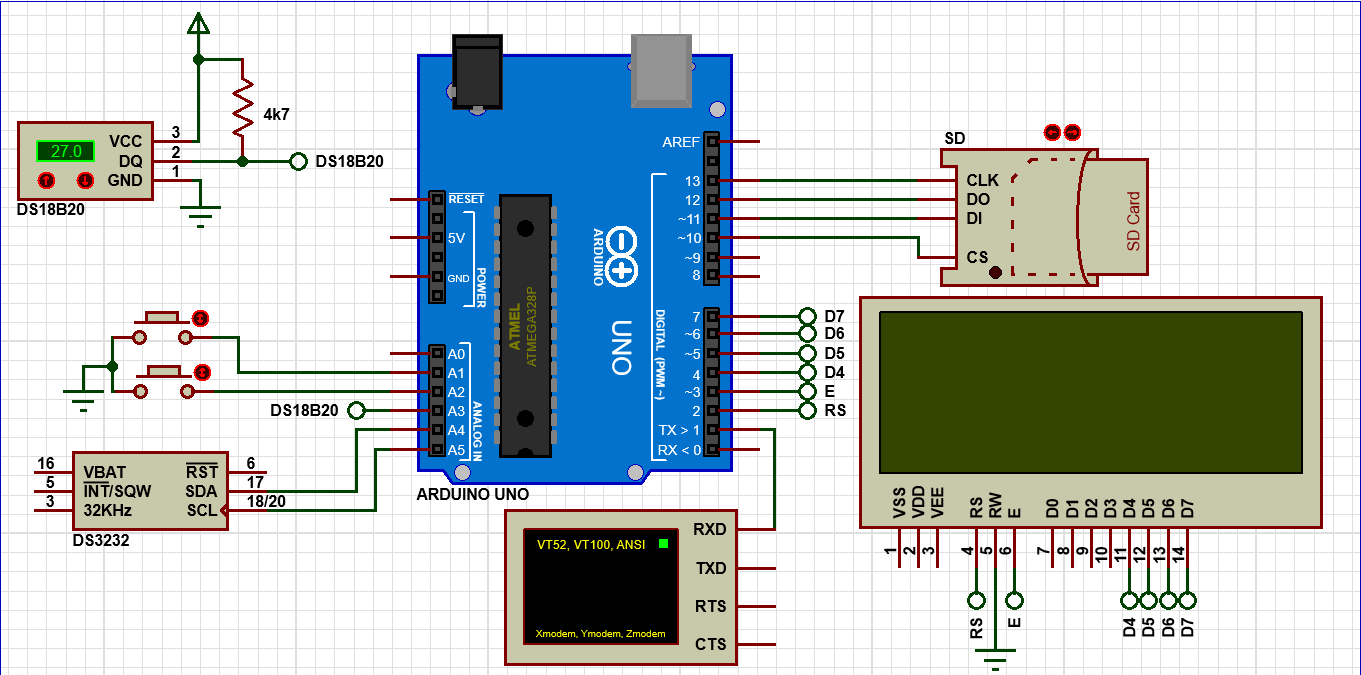 4k7
27.0
VCC
DQ
GND
3
2
1
DS18B20
DS18B20
RESET
5V
GND
POWER
A0
A1
A2
A3
A4
A5
ANALOG IN
ATMEL
ATMEGA328P
ARDUINO
UNO
DIGITAL (PWM ~)
AREF
13
12
~11
~10
~9
8
7
~6
~5
4
~3
2
TX > 1
RX < 0
ARDUINO UNO
D7
D6
D5
D4
E
RS
SD
CLK
DO
DI
CS
SD Card
DS18B20
16
5
3
VBAT
INT/SQW
32KHz
RST
SDA
SCL
6
17
18/20
DS3232
VT52, VT100, ANSI
Xmodem, Ymodem, Zmodem
RXD
TXD
RTS
CTS
VSS
VDD
VEE
RS
RW
E
D0
D1
D2
D3
D4
D5
D6
D7
1
2
3
4
5
6
7
8
9
10
11
12
13
14
RS
E
D4
D5
D6
D7